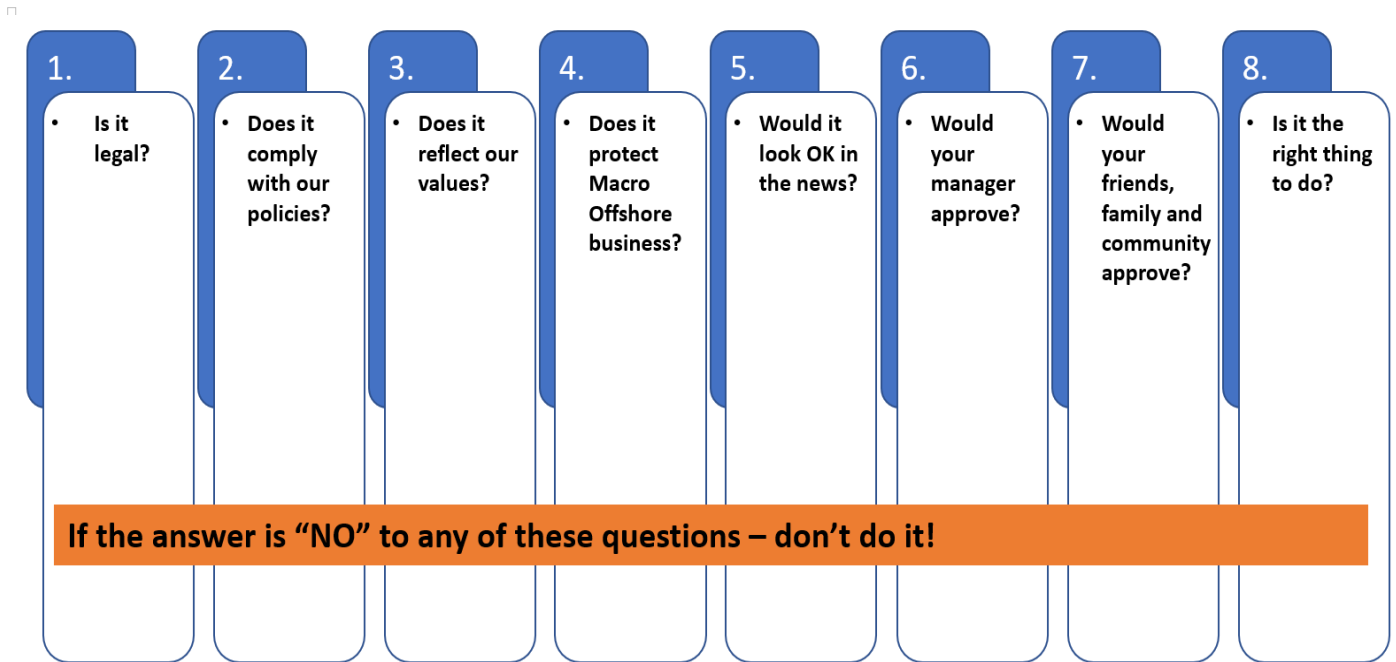 1.
• Is it
legal?
2.
• Does it
comply
with our
policies?
3.
• Does it
reflect our
values?
4.
• Does it
protect
Macro
Offshore
business?
5.
• Would it
look OK in
the news?
6.
• Would
your
manager
approve?
7.
• Would
your
friends,
family and
community
approve?
8.
• Is it the
right thing
to do?
If the answer is “NO” to any of these questions – don’t do it!